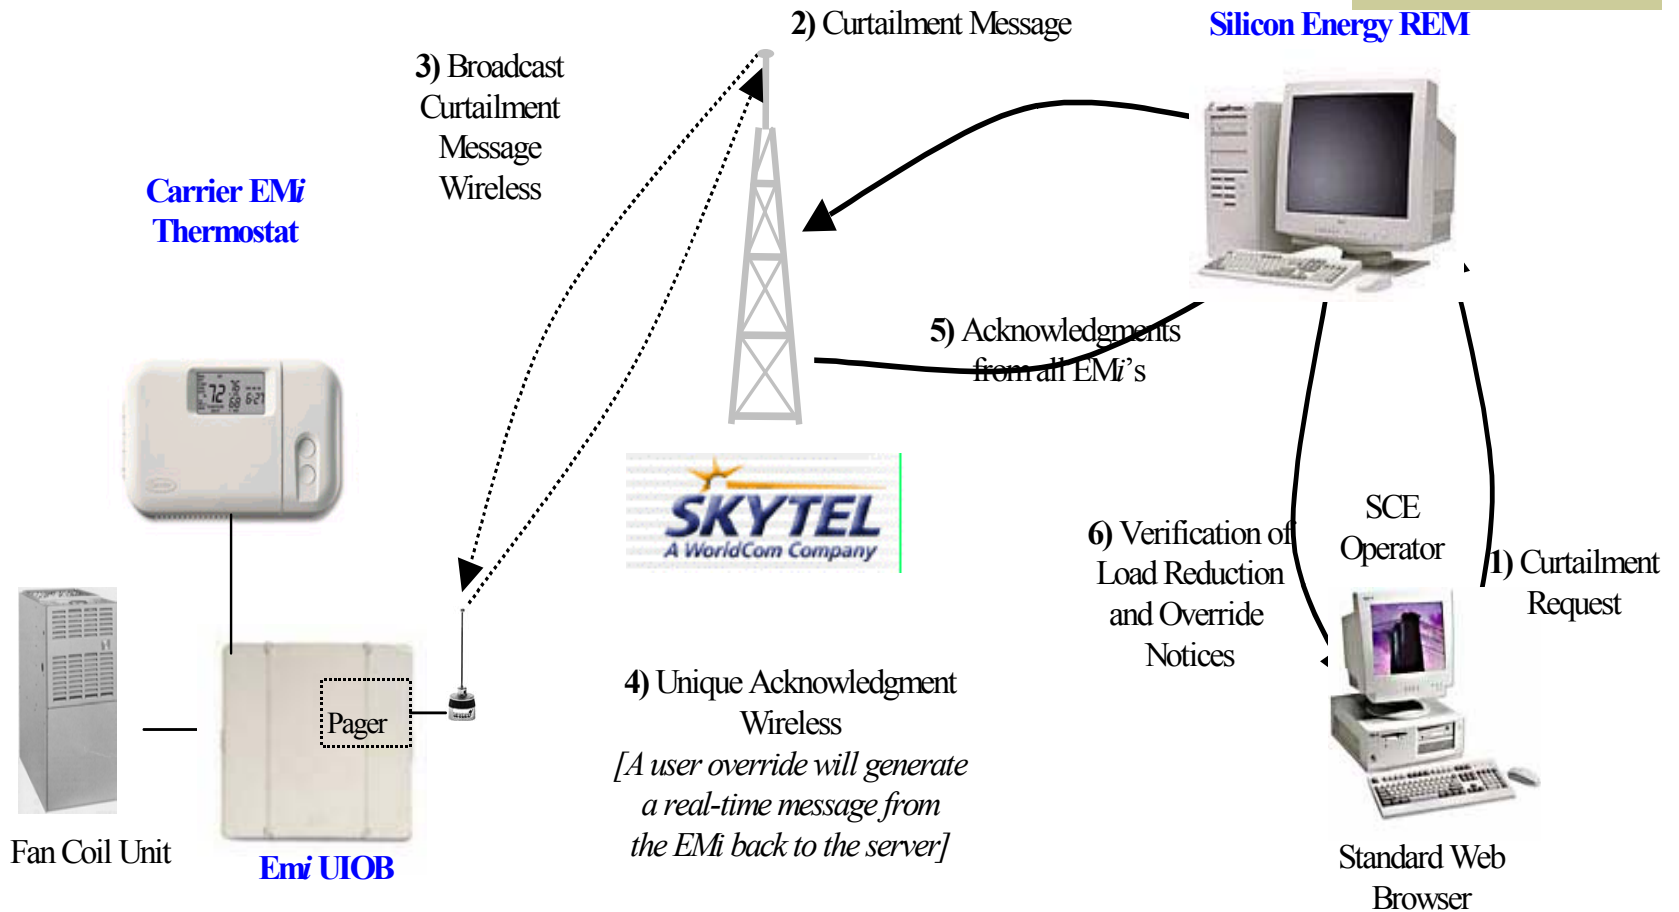 2) Curtailment Message
Silicon Energy REM
3) Broadcast
Curtailment
Message
Wireless
Carrier EMi
Thermostat
72
5) Acknowledgments
from all EMi's
SKYTEL
A WorldCom Company
SCE
Operator
6) Verification of
Load Reduction
and Override
Notices
1) Curtailment
Request
Pager
4) Unique Acknowledgment
Wireless
[A user override will generate
a real-time message from
the EMi back to the server]
Fan Coil Unit
Emi UIOB
Standard Web
Browser